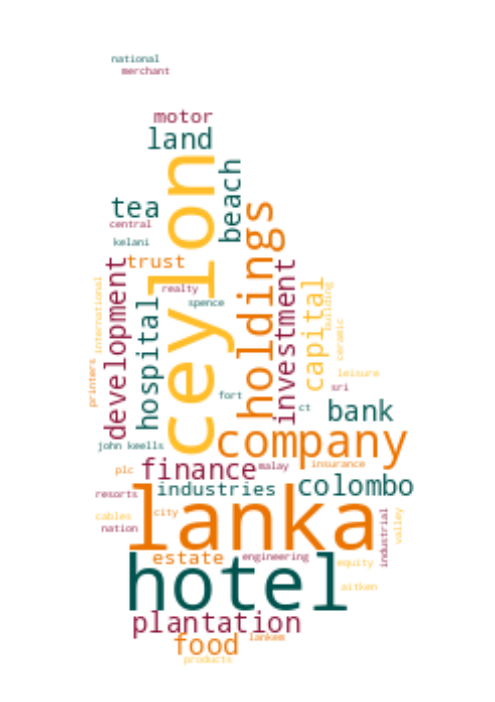 national
merchant
motor
land
ceylon
beach
tea
central
kelani
trust
holdings
development
international
investment
capital
building
realty
spence
hospital
ceramic
printers
leisure
sri
fort
ct
bank
company
john keells
finance
malay
insurance
plc
industries
colombo
resorts
lanka
cables
city
nation
industrial
valley
estate
engineering
equity
hotel
aitken
plantation
food
lankem
products